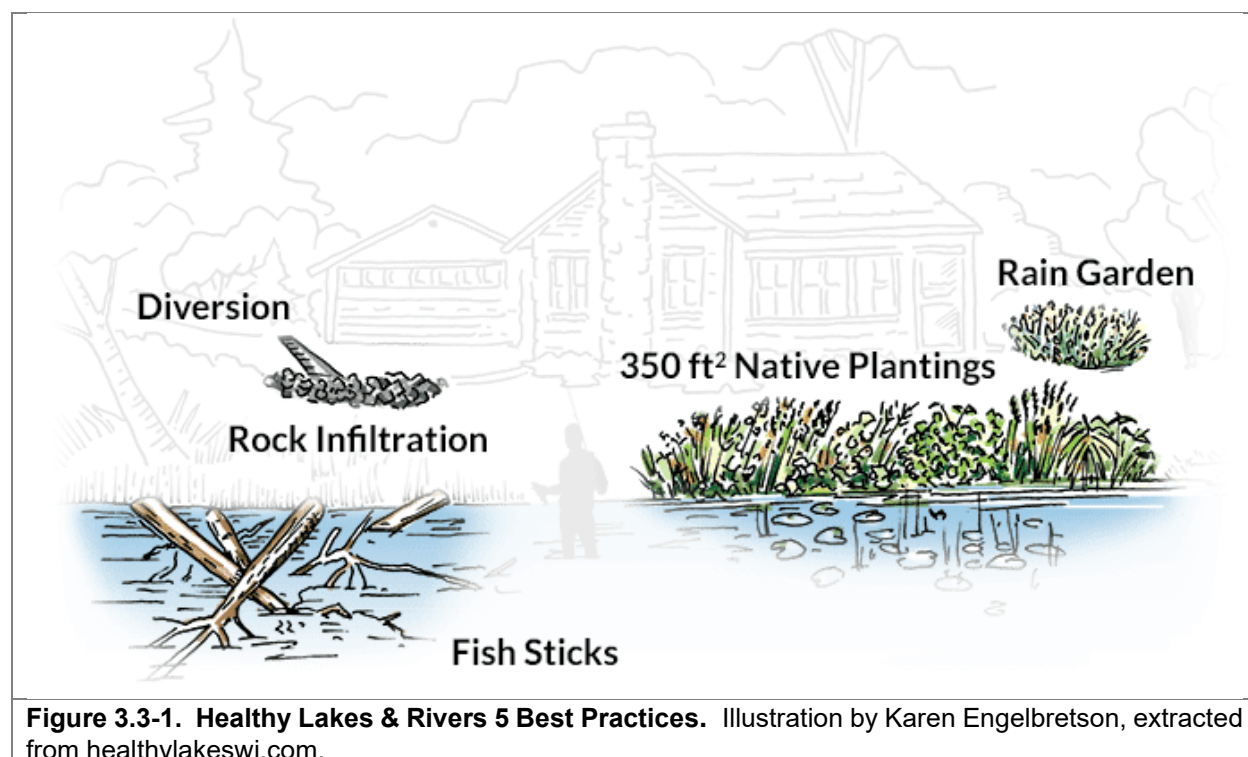 Rain Garden
Diversion
350 ft² Native Plantings
Rock Infiltration
Fish Sticks
Figure 3.3-1. Healthy Lakes & Rivers 5 Best Practices. Illustration by Karen Engelbretson, extracted
from healthylakeswi.com.